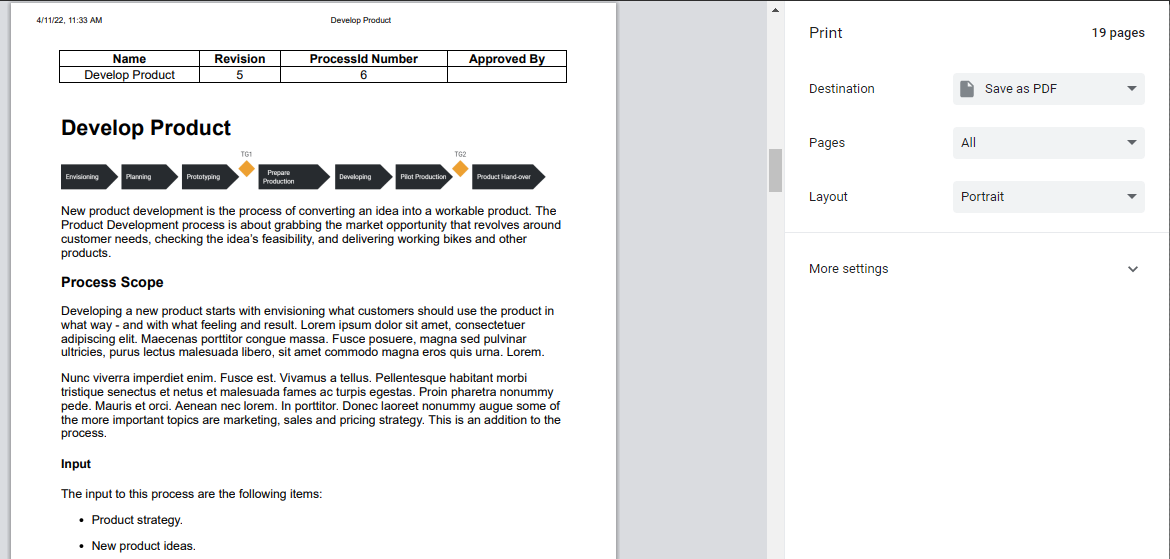 4/11/22, 11:33 AM Develop Product
Name Revision ProcessId Number Approved By
Develop Product 5 6
Develop Product
TG1 TG2
Envisioning Planning Prototyping Prepare Production Developing Pilot Production Product Hand-over
New product development is the process of converting an idea into a workable product. The
Product Development process is about grabbing the market opportunity that revolves around
customer needs, checking the idea's feasibility, and delivering working bikes and other
products.
Process Scope
Developing a new product starts with envisioning what customers should use the product in
what way - and with what feeling and result. Lorem ipsum dolor sit amet, consectetuer
adipiscing elit. Maecenas porttitor congue massa. Fusce posuere, magna sed pulvinar
ultricies, purus lectus malesuada libero, sit amet commodo magna eros quis urna. Lorem.
Nunc viverra imperdiet enim. Fusce est. Vivamus a tellus. Pellentesque habitant morbi
tristique senectus et netus et malesuada fames ac turpis egestas. Proin pharetra nonummy
pede. Mauris et orci. Aenean nec lorem. In porttitor. Donec laoreet nonummy augue some of
the more important topics are marketing, sales and pricing strategy. This is an addition to the
process.
Input
The input to this process are the following items:
• Product strategy.
• New product ideas.
Print 19 pages
Destination Save as PDF
Pages All
Layout Portrait
More settings